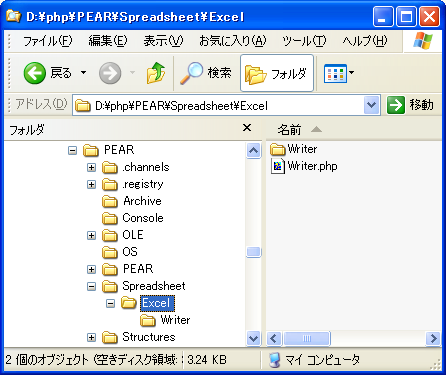 D:¥php¥PEAR¥Spreadsheet¥Excel
ファイル(F) 編集(E) 表示(V) お気に入り(A) ツール(T) ヘルプ(H)
戻る 検索 フォルダ
アドレス(D) D:¥php¥PEAR¥Spreadsheet¥Excel 移動
フォルダ
PEAR
.channels
.registry
Archive
Console
OLE
OS
PEAR
Spreadsheet
Excel
Writer
Structures
名前
Writer
Writer.php
2 個のオブジェクト (空きディスク領域: 3.24 KB マイ コンピュータ